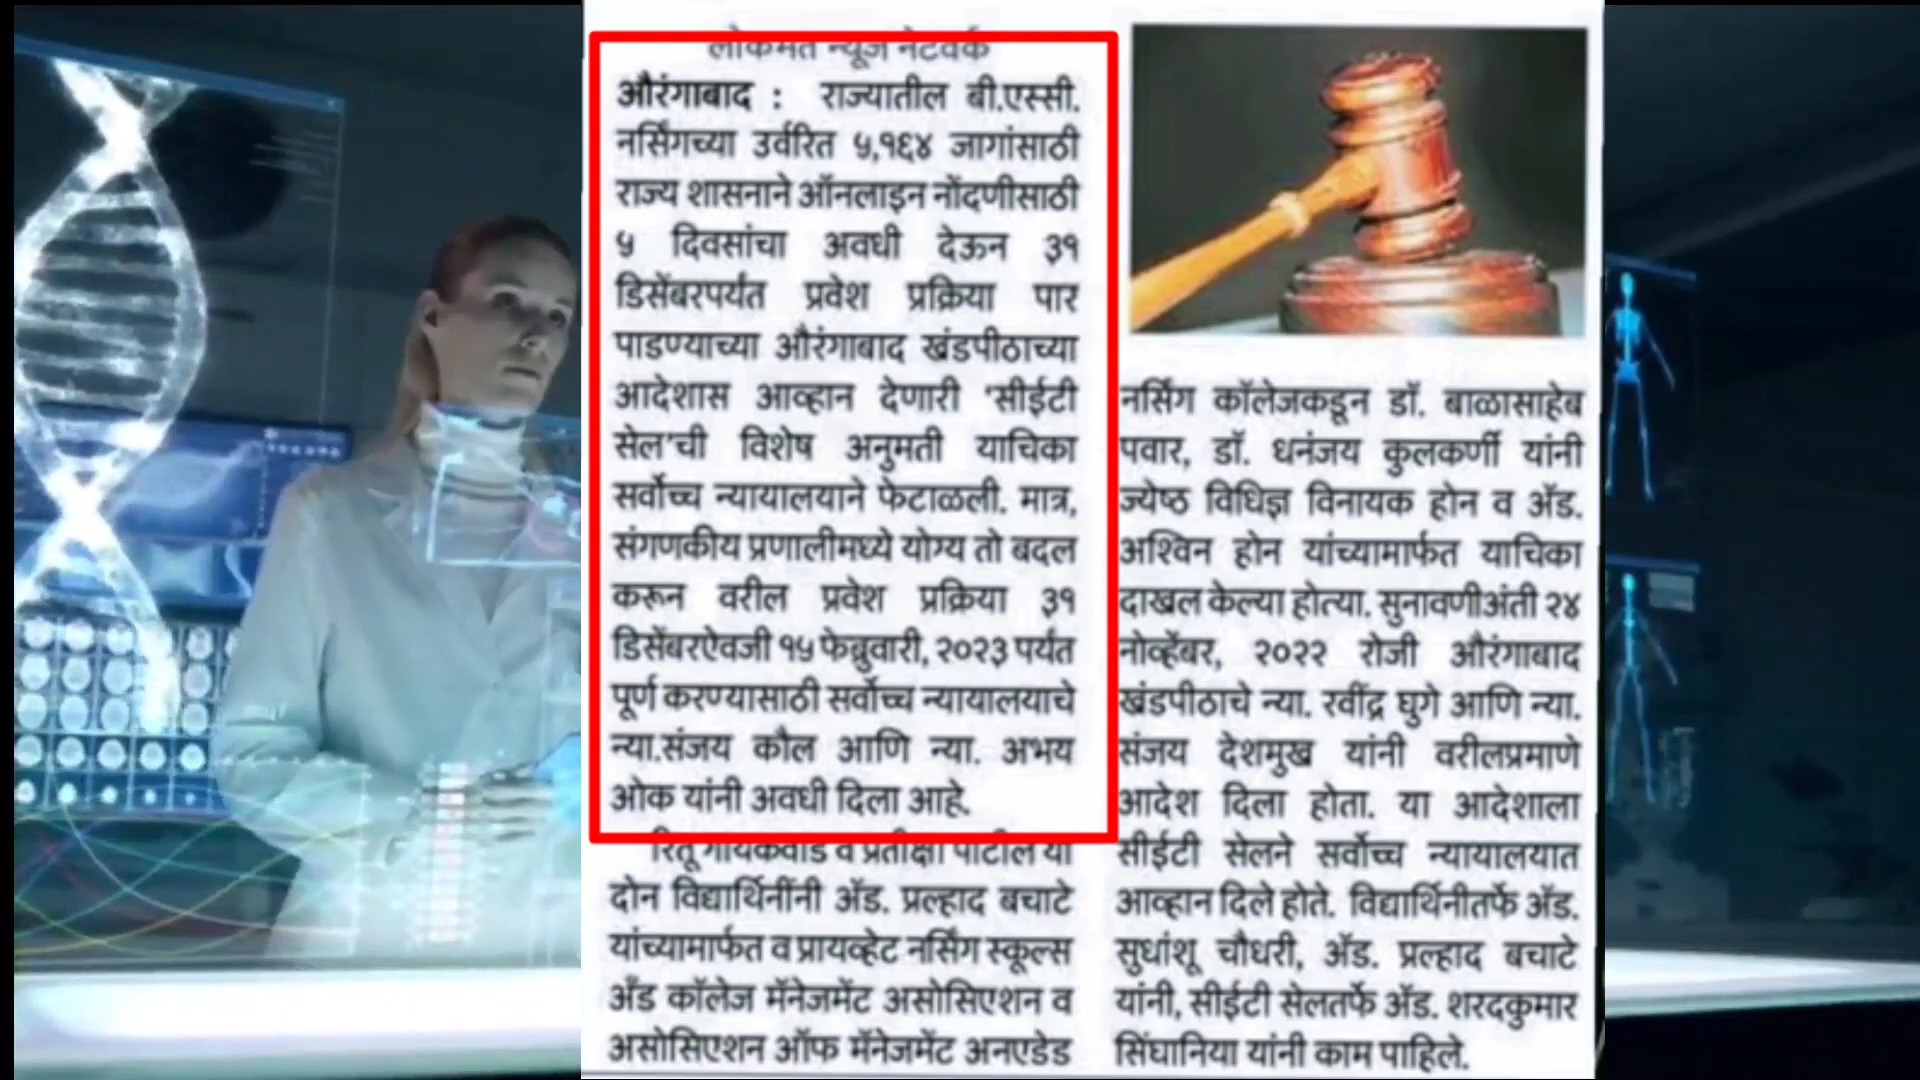 लोकमत न्यूज नेटवर्क
औरंगाबाद : राज्यातील बी.एस्सी.
नर्सिंगच्या उर्वरित ५,१६४ जागांसाठी
राज्य शासनाने ऑनलाइन नोंदणीसाठी
५ दिवसांचा अवधी देऊन ३१
डिसेंबरपर्यंत प्रवेश प्रक्रिया पार
पाडण्याच्या औरंगाबाद खंडपीठाच्या
आदेशास आव्हान देणारी ‘सीईटी
सेल’ची विशेष अनुमती याचिका
सर्वोच्च न्यायालयाने फेटाळली. मात्र,
संगणकीय प्रणालीमध्ये योग्य तो बदल
करून वरील प्रवेश प्रक्रिया ३१
डिसेंबरऐवजी १५ फेब्रुवारी, २०२३ पर्यंत
पूर्ण करण्यासाठी सर्वोच्च न्यायालयाचे
न्या.संजय कौल आणि न्या. अभय
ओक यांनी अवधी दिला आहे.
रितू गायकवाड व प्रतीक्षा पाटील या
दोन विद्यार्थिनींनी ॲड. प्रल्हाद बचाटे
यांच्यामार्फत व प्रायव्हेट नर्सिंग स्कूल्स
अँड कॉलेज मॅनेजमेंट असोसिएशन व
असोसिएशन ऑफ मॅनेजमेंट अनएडेड
नर्सिंग कॉलेजकडून डॉ. बाळासाहेब
पवार, डॉ. धनंजय कुलकर्णी यांनी
ज्येष्ठ विधिज्ञ विनायक होन व ॲड.
अश्विन होन यांच्यामार्फत याचिका
दाखल केल्या होत्या. सुनावणीअंती २४
नोव्हेंबर, २०२२ रोजी औरंगाबाद
खंडपीठाचे न्या. रवींद्र घुगे आणि न्या.
संजय देशमुख यांनी वरीलप्रमाणे
आदेश दिला होता. या आदेशाला
सीईटी सेलने सर्वोच्च न्यायालयात
आव्हान दिले होते. विद्यार्थिनीतर्फे ॲड.
सुधांशू चौधरी, ॲड. प्रल्हाद बचाटे
यांनी, सीईटी सेलतर्फे ॲड. शरदकुमार
सिंघानिया यांनी काम पाहिले.